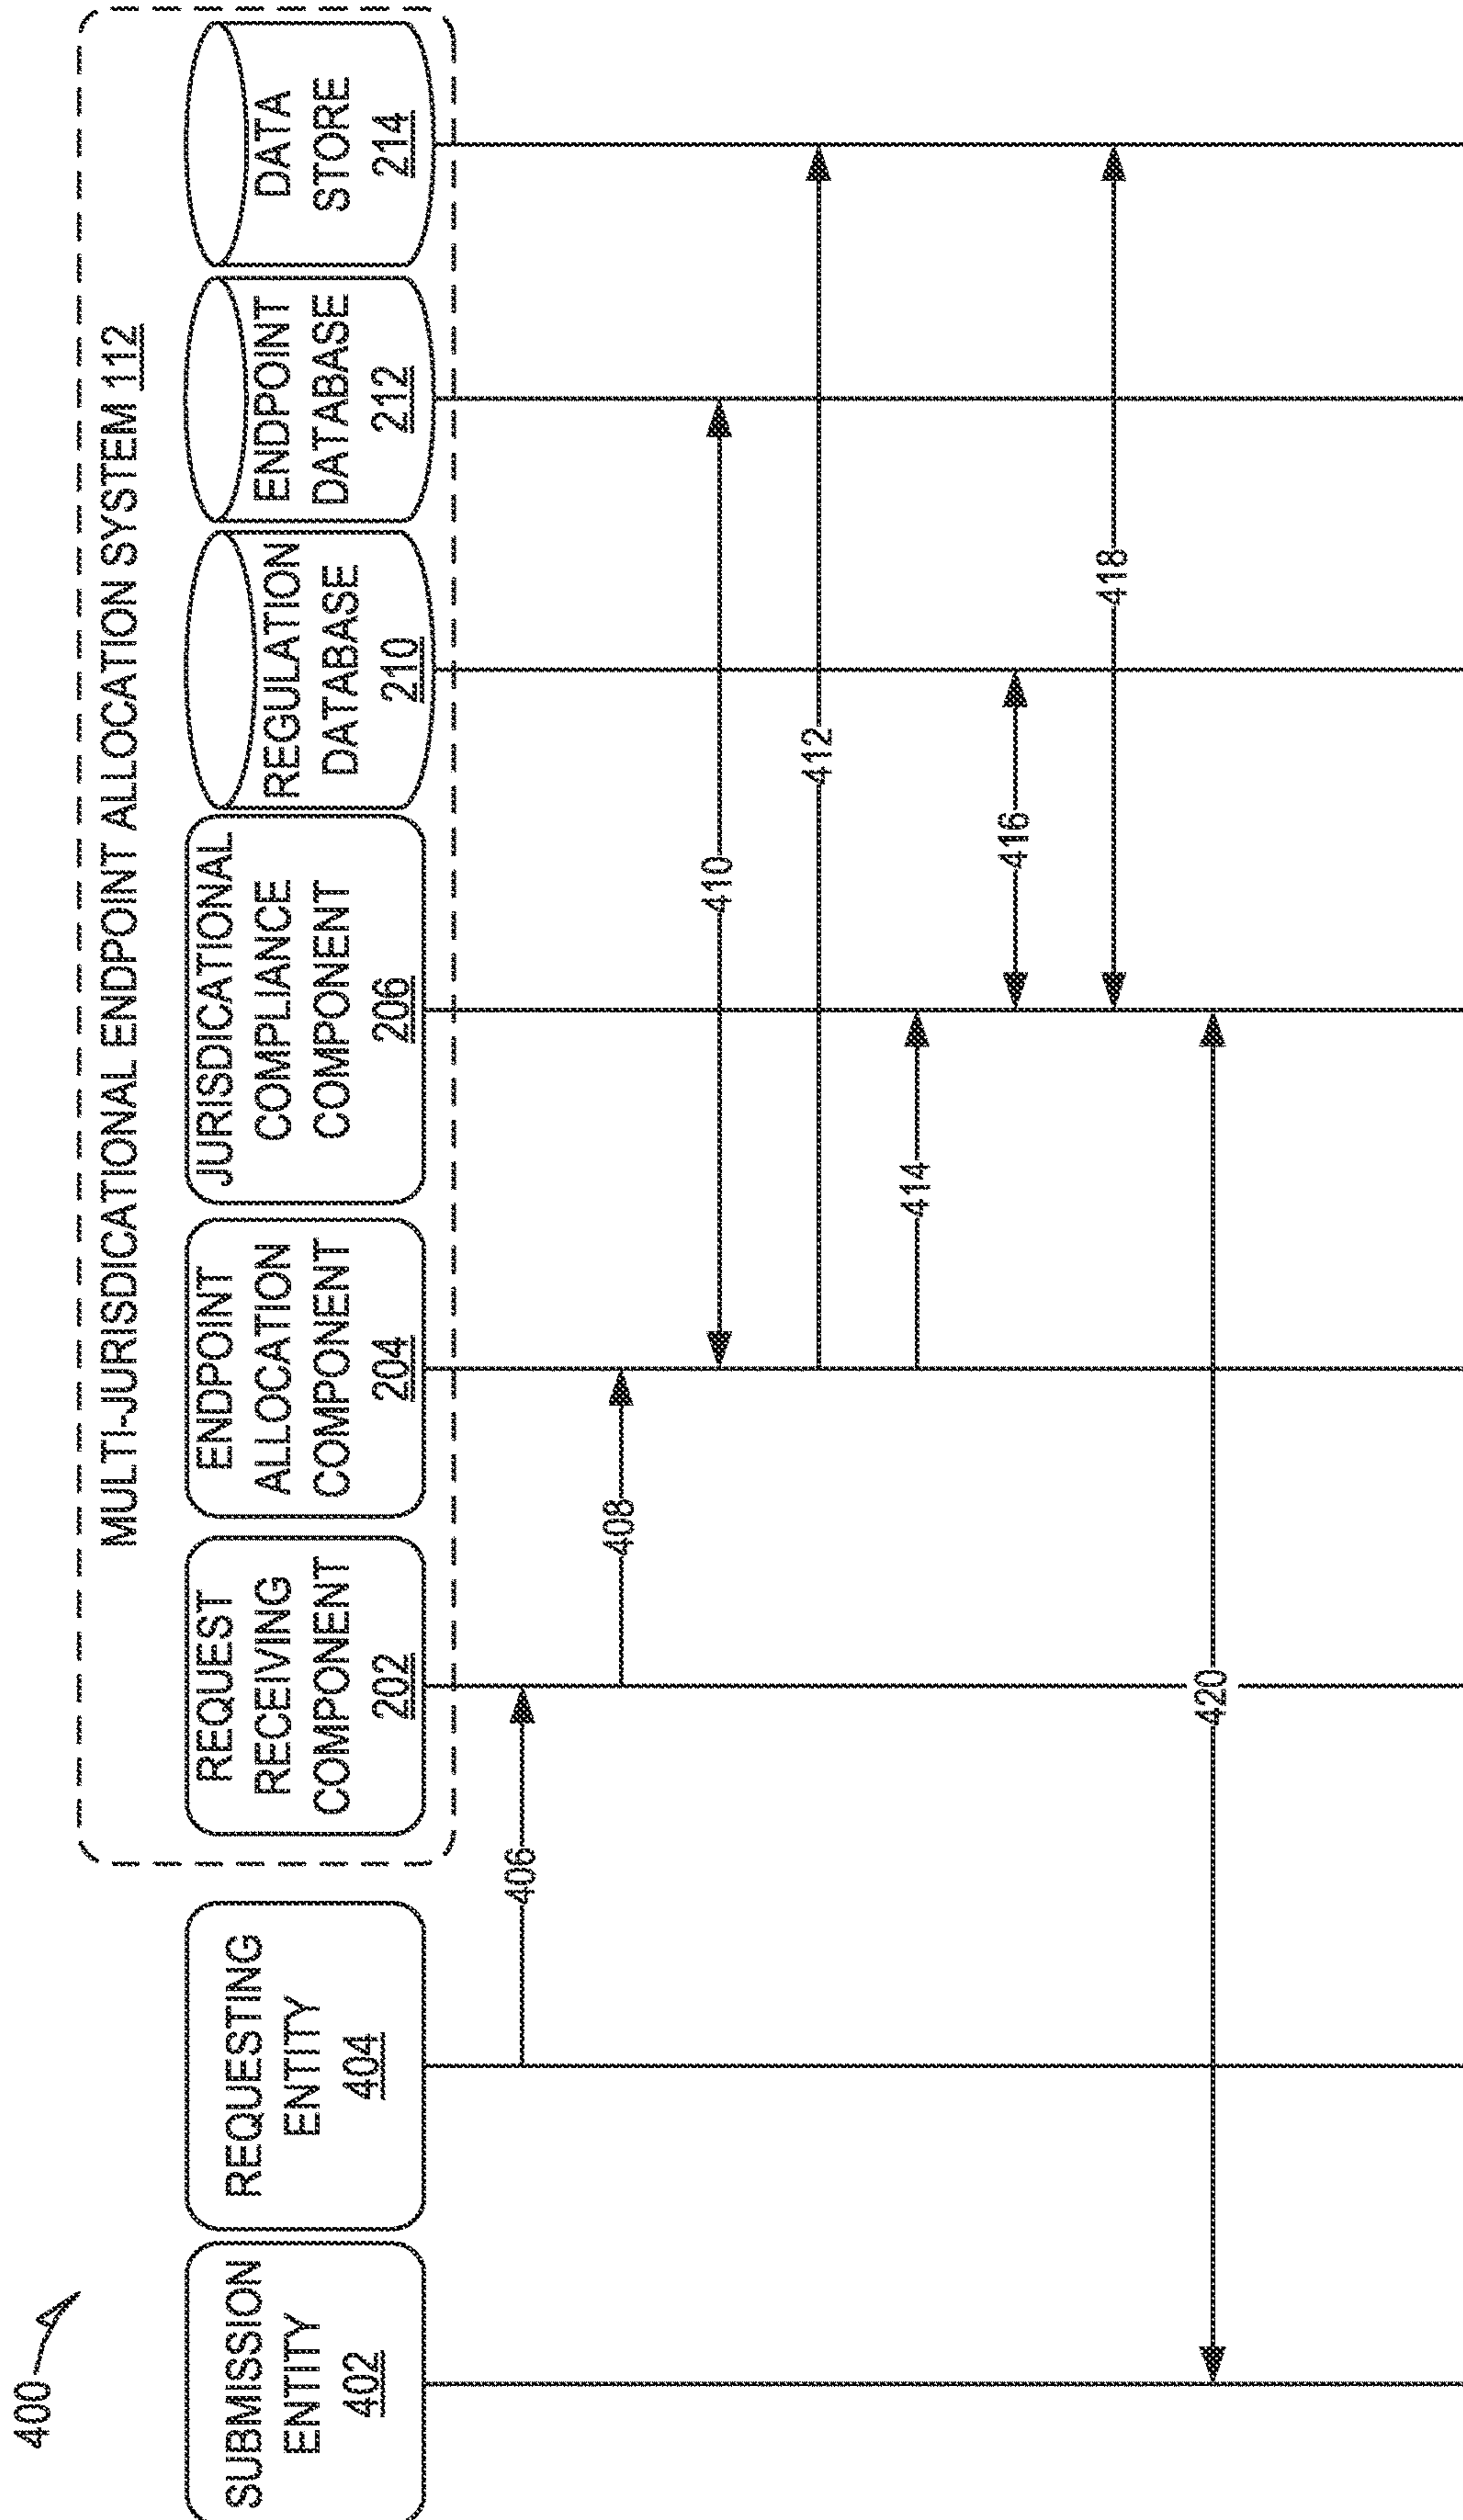 400
MULTI-JURISDICATIONAL ENDPOINT ALLOCATION SYSTEM 112
SUBMISSION
ENTITY
402
REQUESTING
ENTITY
404
REQUEST
RECEIVING
COMPONENT
202
ENDPOINT
ALLOCATION
COMPONENT
204
JURISDICATIONAL
COMPLIANCE
COMPONENT
206
REGULATION
DATABASE
210
ENDPOINT
DATABASE
212
DATA
STORE
214
406
408
410
412
414
416
418
420